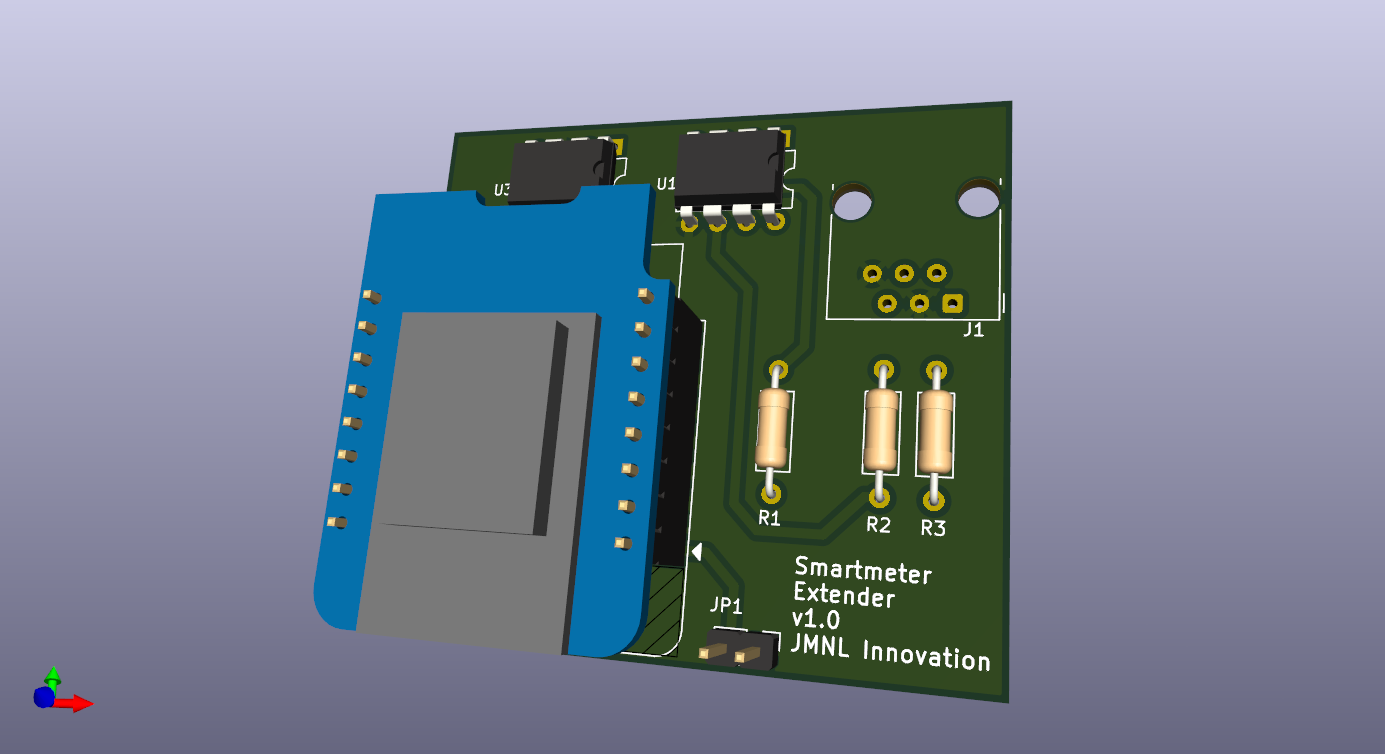 U3
U1
J1
R1
R2
R3
Smartmeter
Extender
v1.0
JMNL Innovation
JP1